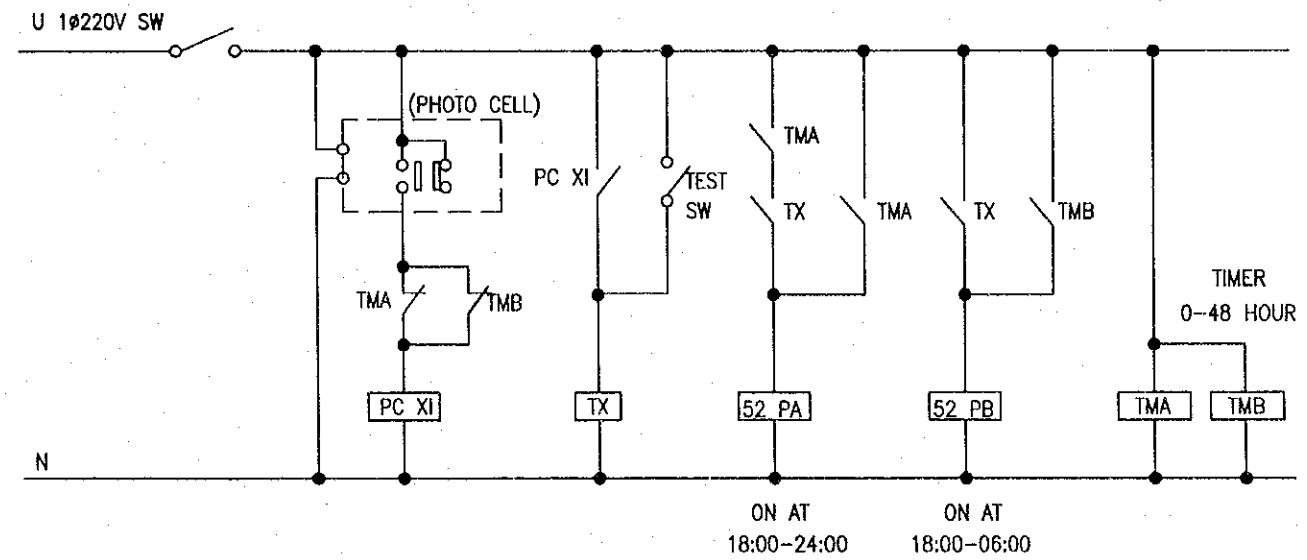 U 1ø220V SW
(PHOTO CELL)
TMA
PC XI
TEST
SW
TX
TMA
TX
TMB
TMA
TMB
TIMER
0-48 HOUR
PC XI
TX
52 PA
52 PB
TMA
TMB
N
ON AT
18:00-24:00
ON AT
18:00-06:00